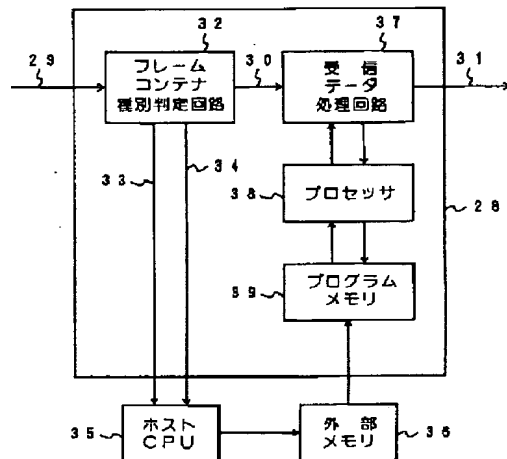 32
37
29
フレーム
コンテナ
種別判定回路
30
受信
データ
処理回路
31
33
34
38
プロセッサ
28
39
プログラム
メモリ
35
ホスト
CPU
外部
メモリ
36